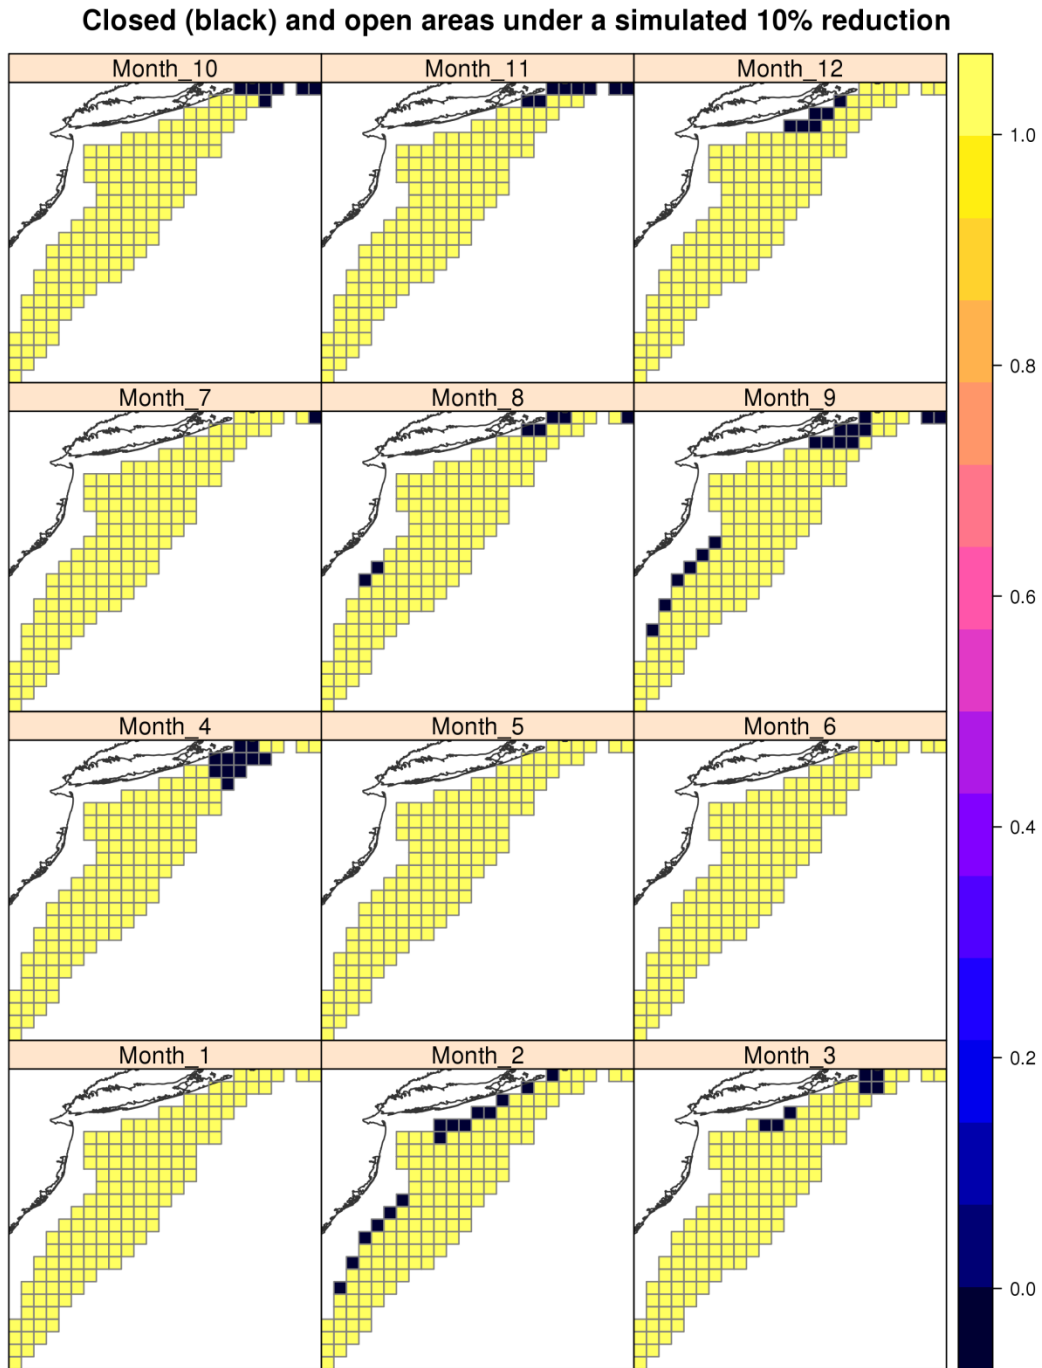 Closed (black) and open areas under a simulated 10% reduction
Month_10
Month_11
Month_12
Month_7
Month_8
Month_9
Month_4
Month_5
Month_6
Month_1
Month_2
Month_3
1.0
0.8
0.6
0.4
0.2
0.0